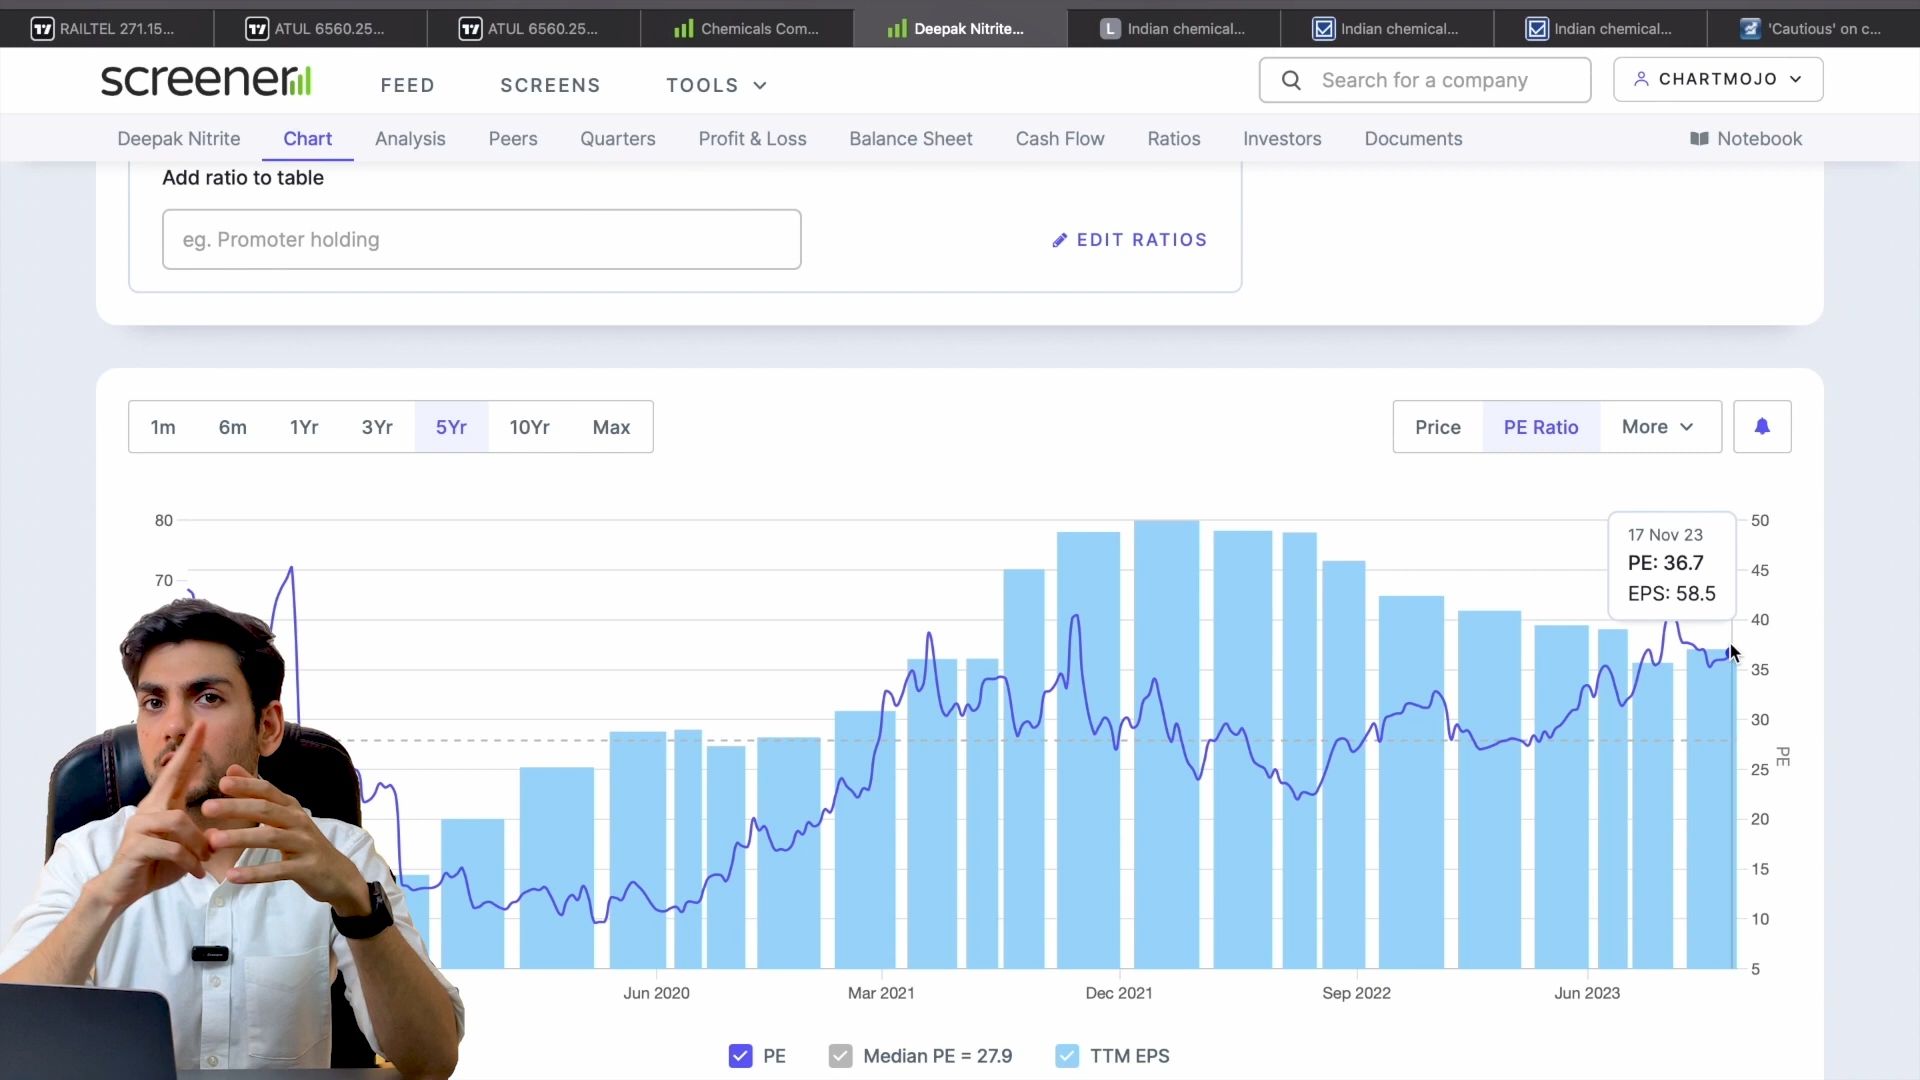 RAILTEL 271.15...
ATUL 6560.25...
ATUL 6560.25...
Chemicals Com...
Deepak Nitrite...
L Indian chemical...
Indian chemical...
Indian chemical...
'Cautious' on c...
screener
FEED
SCREENS
TOOLS
Search for a company
CHARTMOJO
Deepak Nitrite
Chart
Analysis
Peers
Quarters
Profit & Loss
Balance Sheet
Cash Flow
Ratios
Investors
Documents
Notebook
Add ratio to table
eg. Promoter holding
EDIT RATIOS
1m
6m
1Yr
3Yr
5Yr
10Yr
Max
Price
PE Ratio
More
80
70
17 Nov 23
PE: 36.7
EPS: 58.5
50
45
40
35
30
25
20
15
10
5
PE
Jun 2020
Mar 2021
Dec 2021
Sep 2022
Jun 2023
PE
Median PE = 27.9
TTM EPS